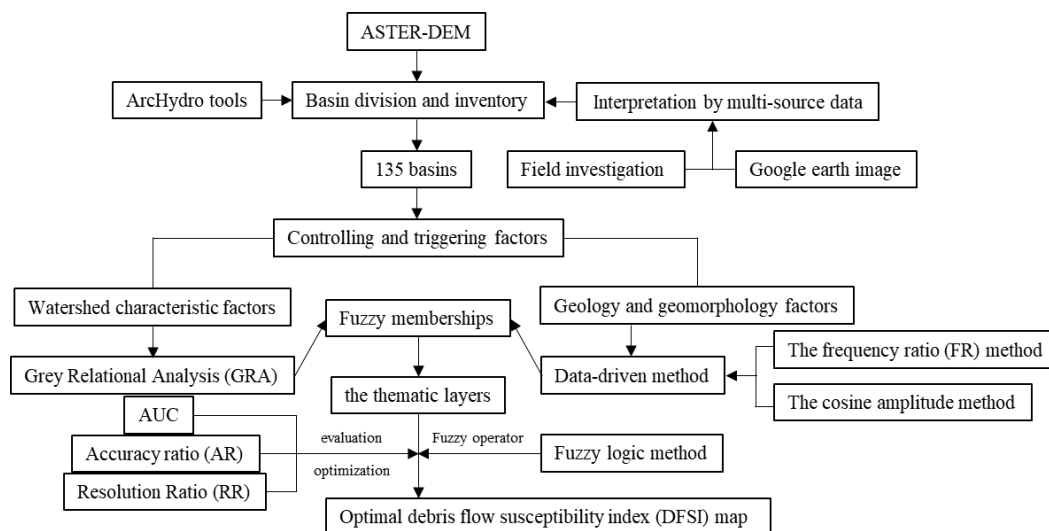 ASTER-DEM
ArcHydro tools
Basin division and inventory
Interpretation by multi-source data
135 basins
Field investigation
Google earth image
Controlling and triggering factors
Watershed characteristic factors
Fuzzy memberships
Geology and geomorphology factors
Grey Relational Analysis (GRA)
Data-driven method
The frequency ratio (FR) method
the thematic layers
The cosine amplitude method
AUC
evaluation
Fuzzy operator
Accuracy ratio (AR)
Fuzzy logic method
optimization
Resolution Ratio (RR)
Optimal debris flow susceptibility index (DFSI) map